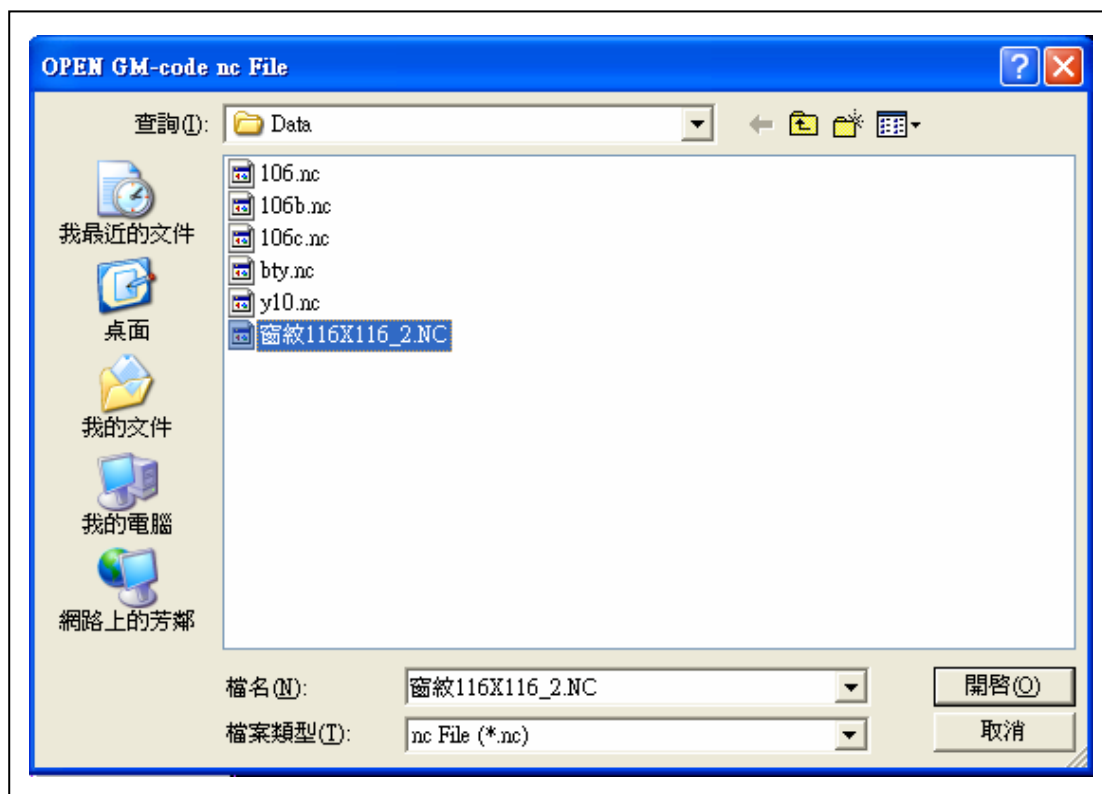 OPEN GM-code nc File
查詢(I):
Data
106.nc
106b.nc
106c.nc
bty.nc
y10.nc
窗紋116X116_2.NC
我最近的文件
桌面
我的文件
我的電腦
網路上的芳鄰
檔名(N):
窗紋116X116_2.NC
開啓(O)
檔案類型(T):
nc File (*.nc)
取消